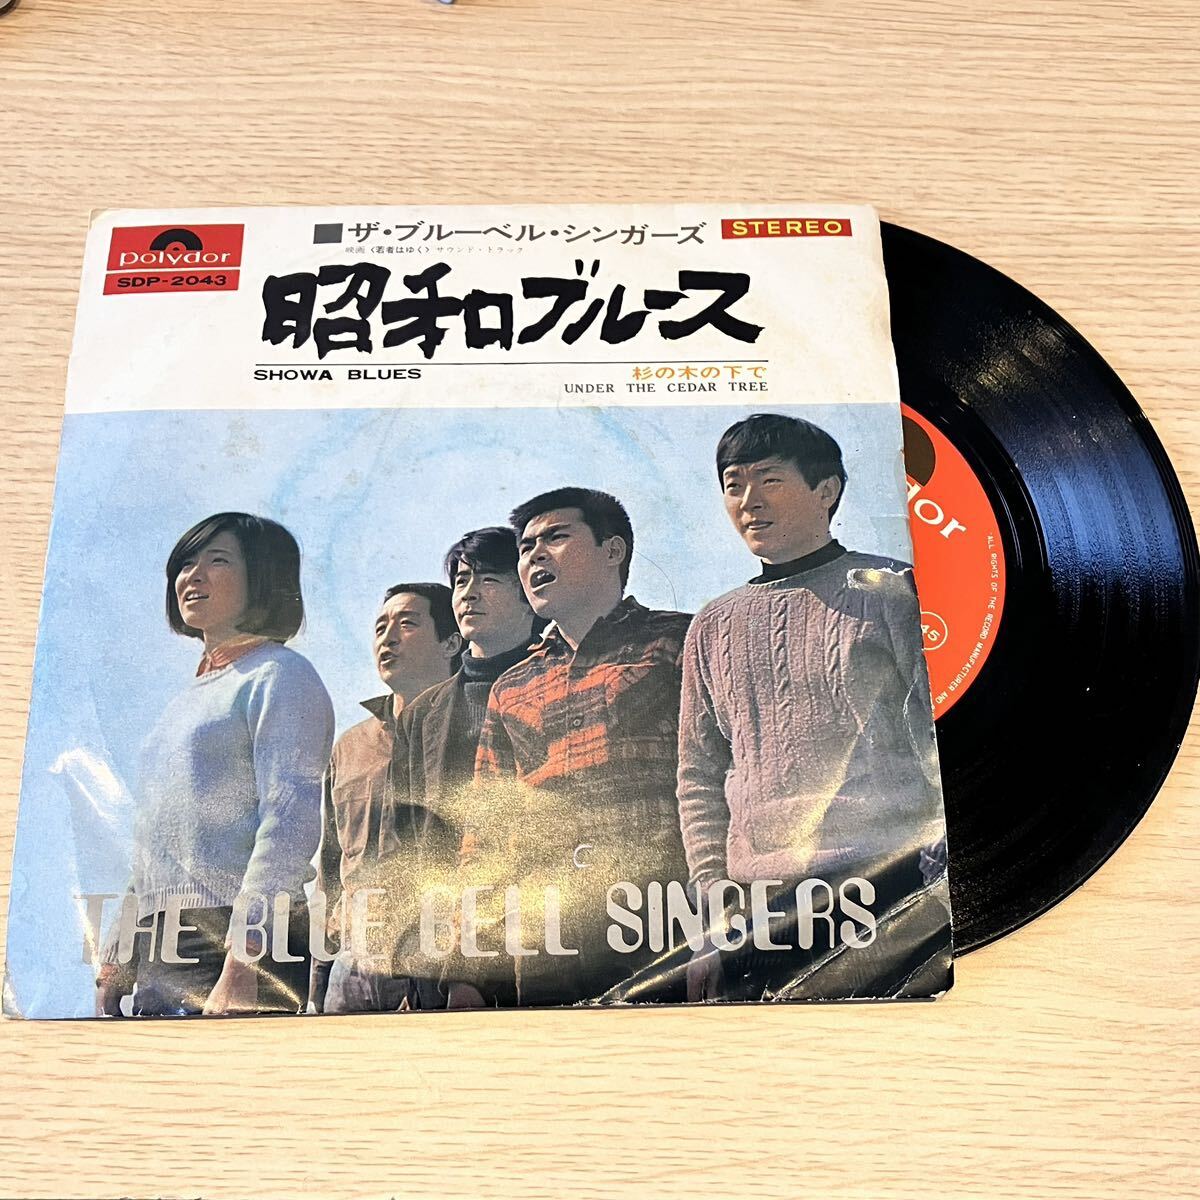 polydor
SDP-2043
■ザ・ブルーベル・シンガーズ
STEREO
映画〈若者はゆく〉サウンド・トラック
昭和ブルース
SHOWA BLUES
杉の木の下で
UNDER THE CEDAR TREE
THE BLUE BELL SINGERS
dor
ALL RIGHTS OF THE RECORD MANUFACTURER AND
45